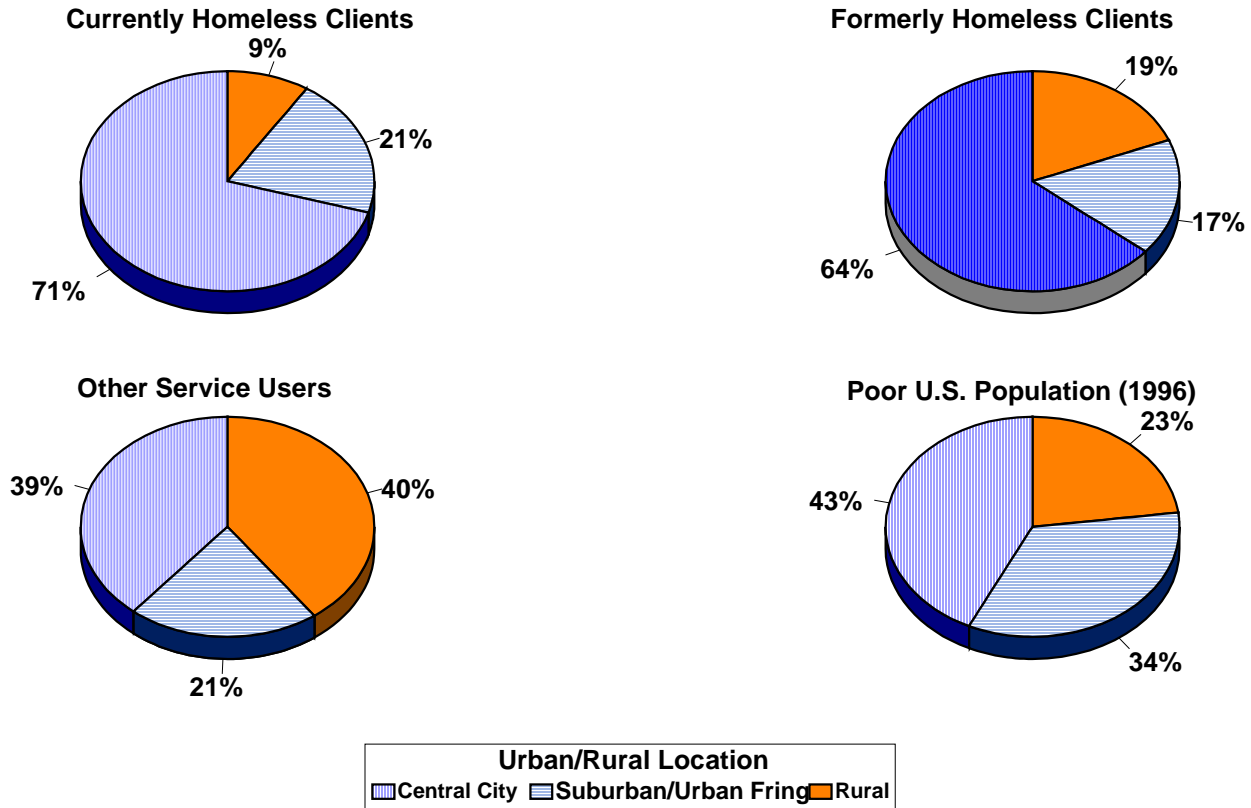 Currently Homeless Clients
9%
21%
71%
Formerly Homeless Clients
19%
17%
64%
Other Service Users
39%
40%
21%
Poor U.S. Population (1996)
23%
43%
34%
Urban/Rural Location
Central City Suburban/Urban Fring Rural